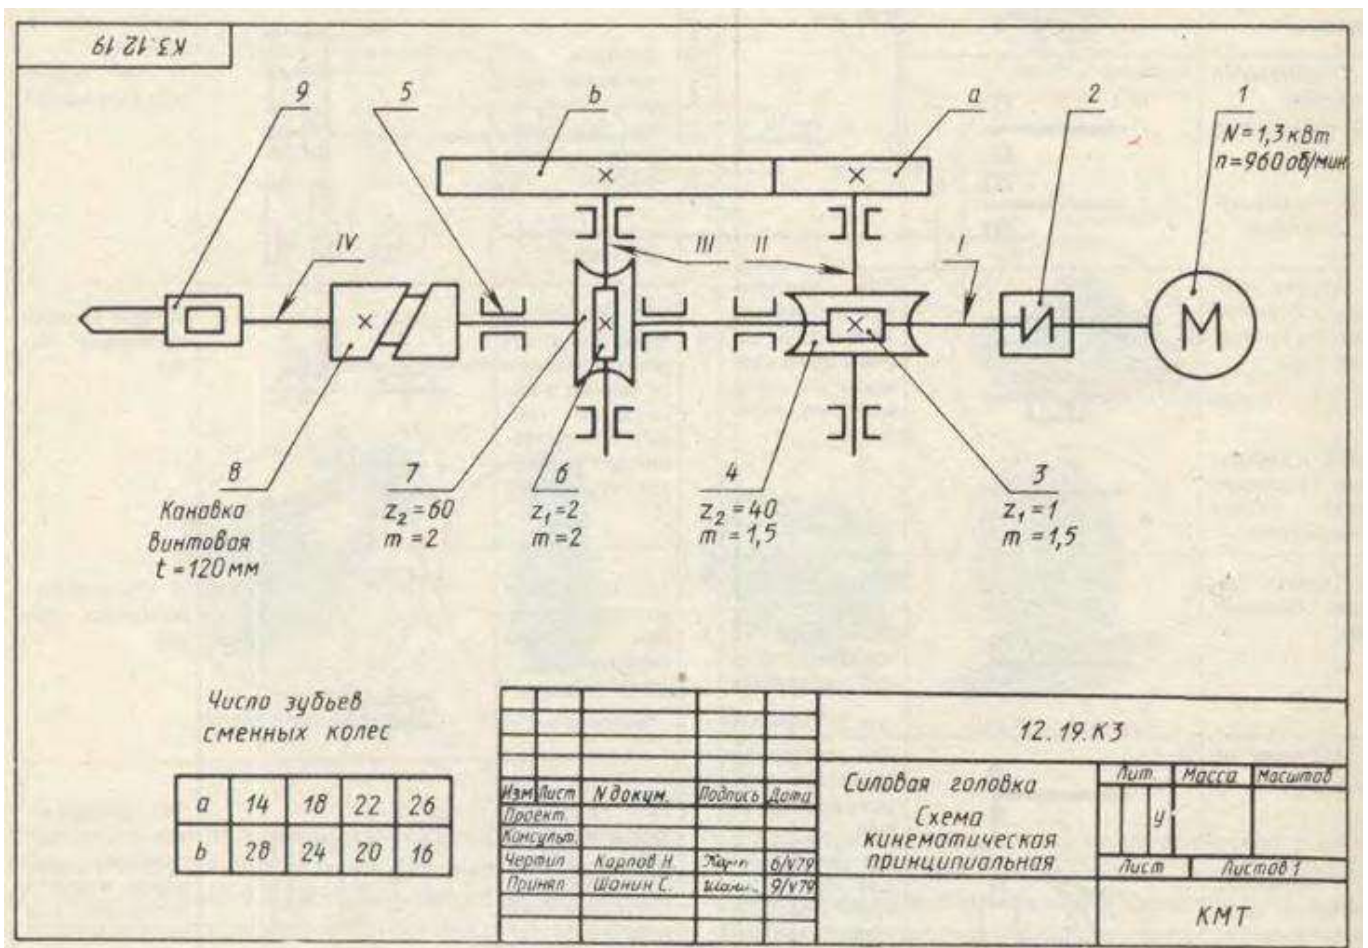 К3.12.19
9
5
b
a
2
1
N=1,3 квт
n=960 об/мин
IV
III
II
I
8
Канавка
винтовая
t=120 мм
7
z₂=60
m=2
6
z₁=2
m=2
4
z₂=40
m=1,5
3
z₁=1
m=1,5
M
Число зубьев
сменных колес
a 14 18 22 26
b 28 24 20 16
12.19.К3
Силовая головка
Схема
кинематическая
принципиальная
Лит. Масса Масштаб
У
Лист Листов 1
КМТ
Изм Лист N докум. Подпись Дата
Проект.
Консульт.
Чертил Карпов Н. Карп 6/V79
Принял Шанин С. 9/V79